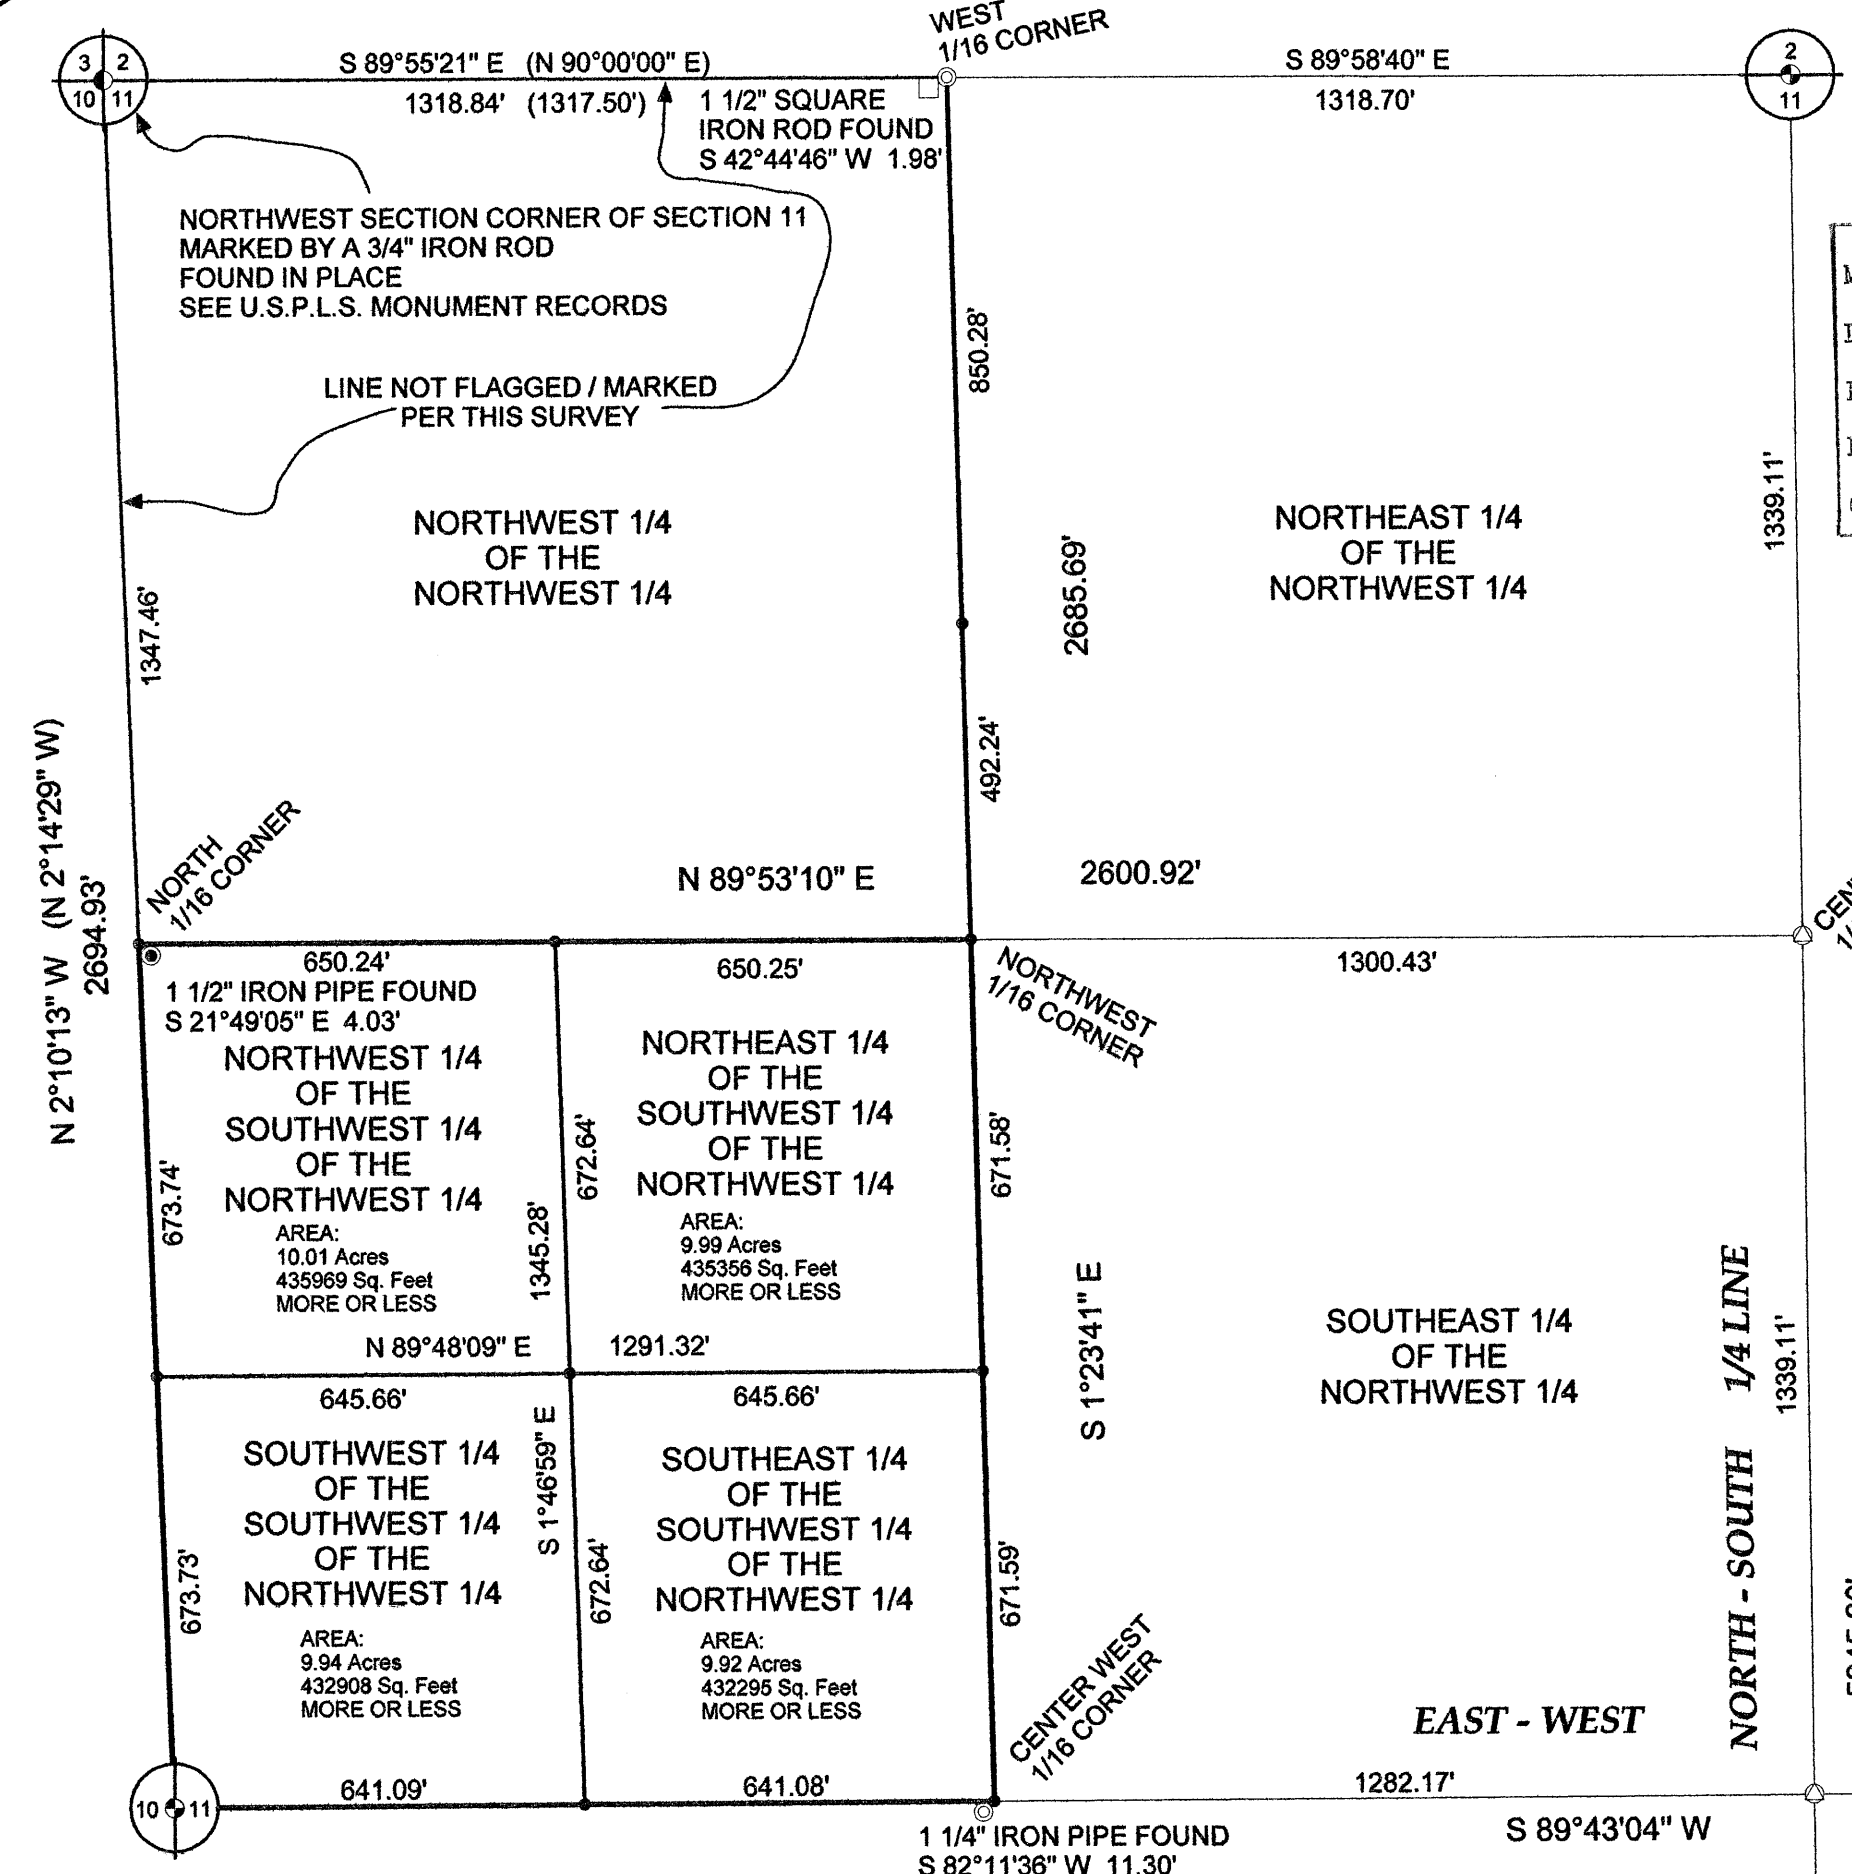 WEST
1/16 CORNER
3 2
10 11
S 89°55'21" E (N 90°00'00" E)
1318.84' (1317.50')
S 89°58'40" E
1318.70'
2
11
1 1/2" SQUARE
IRON ROD FOUND
S 42°44'46" W 1.98'
NORTHWEST SECTION CORNER OF SECTION 11
MARKED BY A 3/4" IRON ROD
FOUND IN PLACE
SEE U.S.P.L.S. MONUMENT RECORDS
850.28'
LINE NOT FLAGGED / MARKED
PER THIS SURVEY
NORTHWEST 1/4
OF THE
NORTHWEST 1/4
1347.46'
2685.69'
NORTHEAST 1/4
OF THE
NORTHWEST 1/4
1339.11'
492.24'
N 2°10'13" W (N 2°14'29" W)
2694.93'
NORTH
1/16 CORNER
N 89°53'10" E
2600.92'
650.24'
650.25'
1300.43'
1 1/2" IRON PIPE FOUND
S 21°49'05" E 4.03'
NORTHWEST
1/16 CORNER
NORTHWEST 1/4
OF THE
SOUTHWEST 1/4
OF THE
NORTHWEST 1/4
AREA:
10.01 Acres
435969 Sq. Feet
MORE OR LESS
673.74'
672.64'
1345.28'
NORTHEAST 1/4
OF THE
SOUTHWEST 1/4
OF THE
NORTHWEST 1/4
AREA:
9.99 Acres
435356 Sq. Feet
MORE OR LESS
671.58'
S 1°23'41" E
N 89°48'09" E
1291.32'
645.66'
645.66'
SOUTHEAST 1/4
OF THE
NORTHWEST 1/4
NORTH - SOUTH 1/4 LINE
1339.11'
SOUTHWEST 1/4
OF THE
SOUTHWEST 1/4
OF THE
NORTHWEST 1/4
AREA:
9.94 Acres
432908 Sq. Feet
MORE OR LESS
673.73'
S 1°46'59" E
672.64'
SOUTHEAST 1/4
OF THE
SOUTHWEST 1/4
OF THE
NORTHWEST 1/4
AREA:
9.92 Acres
432295 Sq. Feet
MORE OR LESS
671.59'
CENTER WEST
1/16 CORNER
EAST - WEST
10 11
641.09'
641.08'
1282.17'
1 1/4" IRON PIPE FOUND
S 82°11'36" W 11.30'
S 89°43'04" W